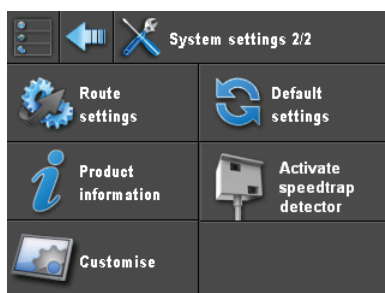 System settings 2/2
Route
settings
Default
settings
Product
information
Activate
speedtrap
detector
Customise